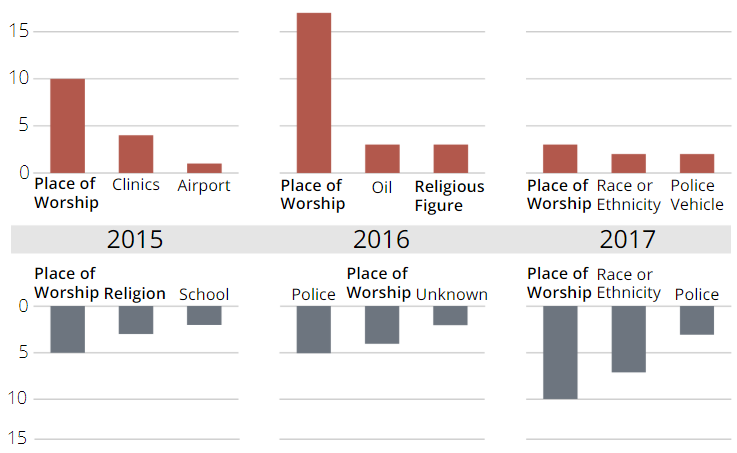 15
10
5
0
Place of
Worship
Clinics
Airport
Place of
Worship
Oil
Religious
Figure
Place of
Worship
Race or
Ethnicity
Police
Vehicle
2015
2016
2017
Place of
Worship
Religion
School
Police
Place of
Worship
Unknown
Place of
Worship
Race or
Ethnicity
Police
0
5
10
15